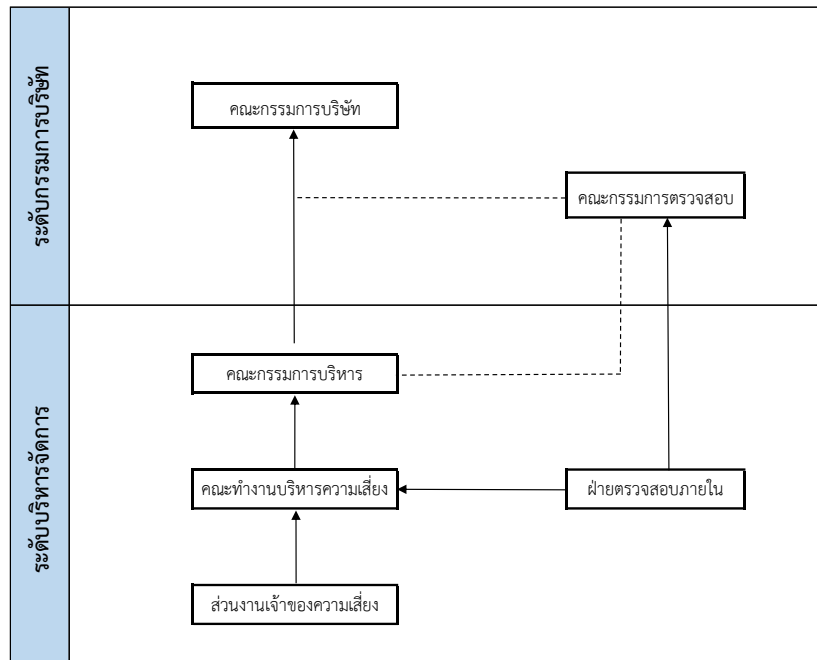 ระดับกรรมการบริษัท
คณะกรรมการบริษัท
คณะกรรมการตรวจสอบ
ระดับบริหารจัดการ
คณะกรรมการบริหาร
คณะทำงานบริหารความเสี่ยง
ฝ่ายตรวจสอบภายใน
ส่วนงานเจ้าของความเสี่ยง